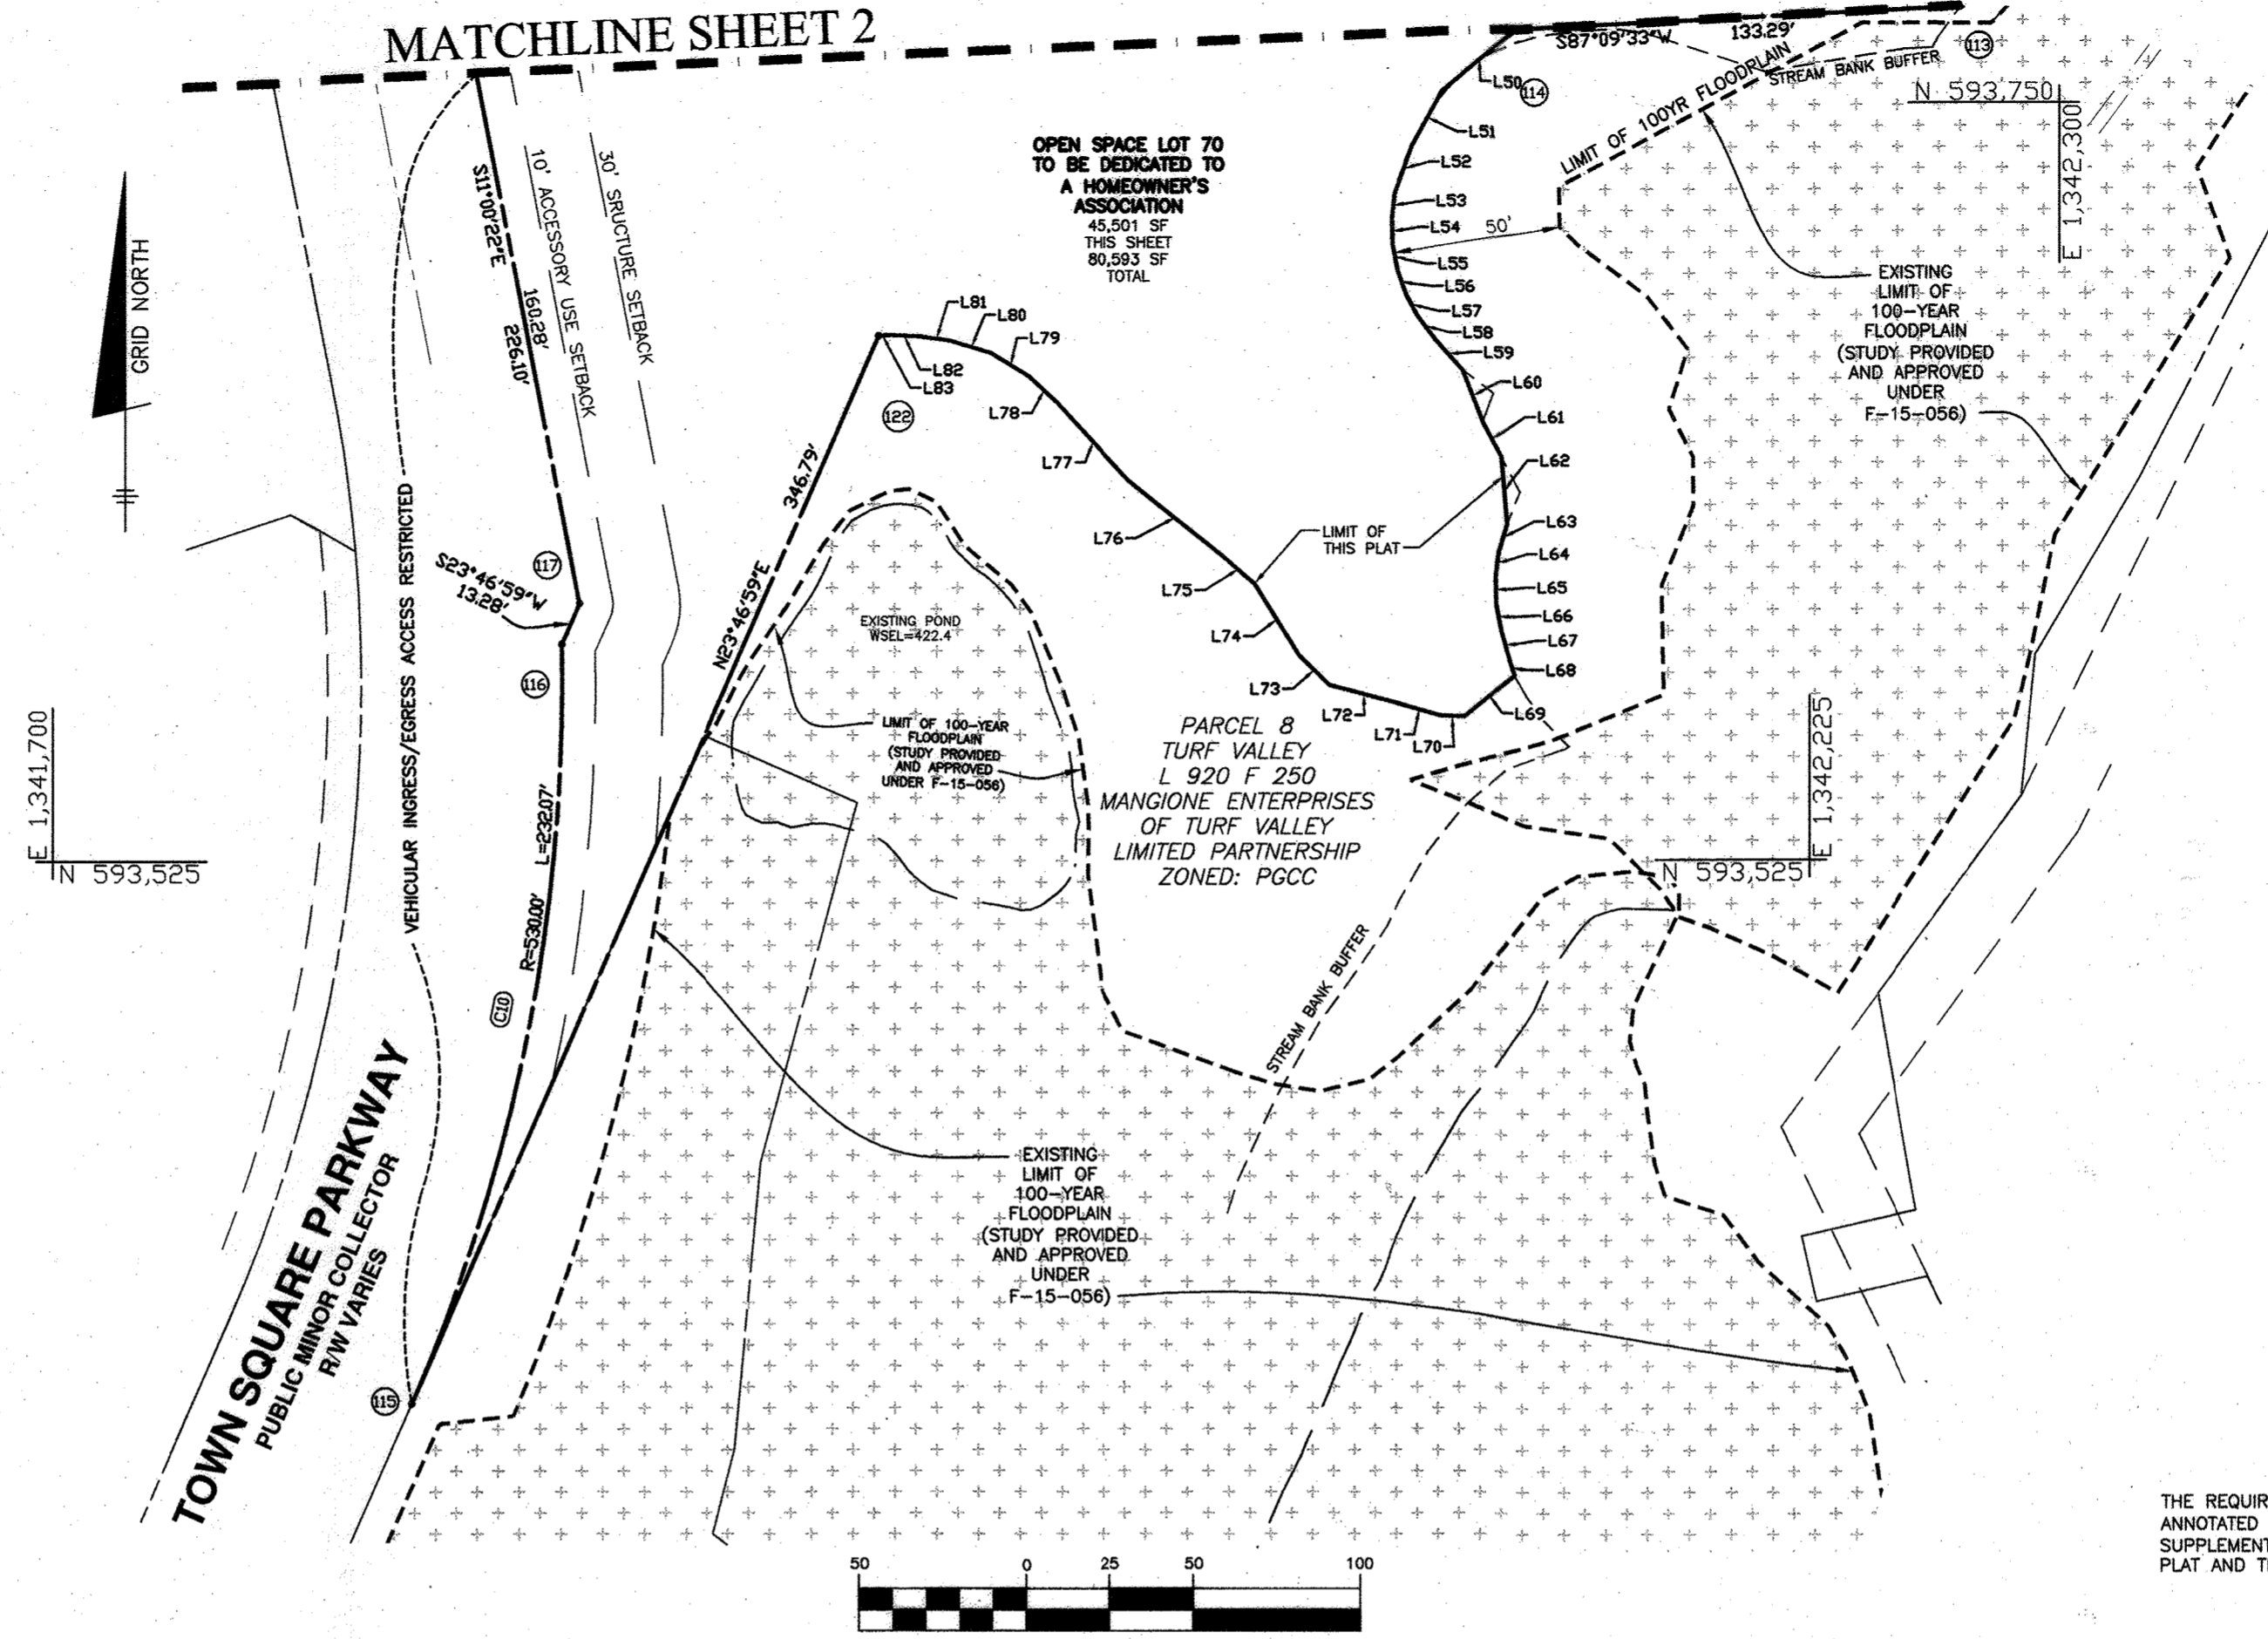 MATCHLINE SHEET 2
S87°09'33"W
133.29'
113
STREAM BANK BUFFER
LIMIT OF 100YR FLOODPLAIN
N 593,750
E 1,342,300
L50
114
L51
L52
L53
L54
50'
L55
L56
L57
L58
L59
L60
L61
L62
L63
L64
L65
L66
L67
L68
L69
L70
L71
L72
L73
L74
L75
L76
L77
L78
L79
L80
L81
L82
L83
122
OPEN SPACE LOT 70
TO BE DEDICATED TO
A HOMEOWNER'S
ASSOCIATION
45,501 SF
THIS SHEET
80,593 SF
TOTAL
GRID NORTH
S11°00'22"E
160.28'
226.10'
10' ACCESSORY USE SETBACK
30' SRUCTURE SETBACK
EXISTING
LIMIT OF
100-YEAR
FLOODPLAIN
(STUDY PROVIDED
AND APPROVED
UNDER
F-15-056)
VEHICULAR INGRESS/EGRESS ACCESS RESTRICTED
117
S23°46'59"W
13.28'
116
346.79'
N23°46'59"E
LIMIT OF
THIS PLAT
EXISTING POND
WSEL=422.4
LIMIT OF 100-YEAR
FLOODPLAIN
(STUDY PROVIDED
AND APPROVED
UNDER F-15-056)
PARCEL 8
TURF VALLEY
L 920 F 250
MANGIONE ENTERPRISES
OF TURF VALLEY
LIMITED PARTNERSHIP
ZONED: PGCC
E 1,341,700
N 593,525
E 1,342,225
N 593,525
L=232.07'
R=530.00'
C10
STREAM BANK BUFFER
TOWN SQUARE PARKWAY
PUBLIC MINOR COLLECTOR
R/W VARIES
115
EXISTING
LIMIT OF
100-YEAR
FLOODPLAIN
(STUDY PROVIDED
AND APPROVED
UNDER
F-15-056)
50 0 25 50 100
THE REQUIR
ANNOTATED
SUPPLEMENT
PLAT AND T